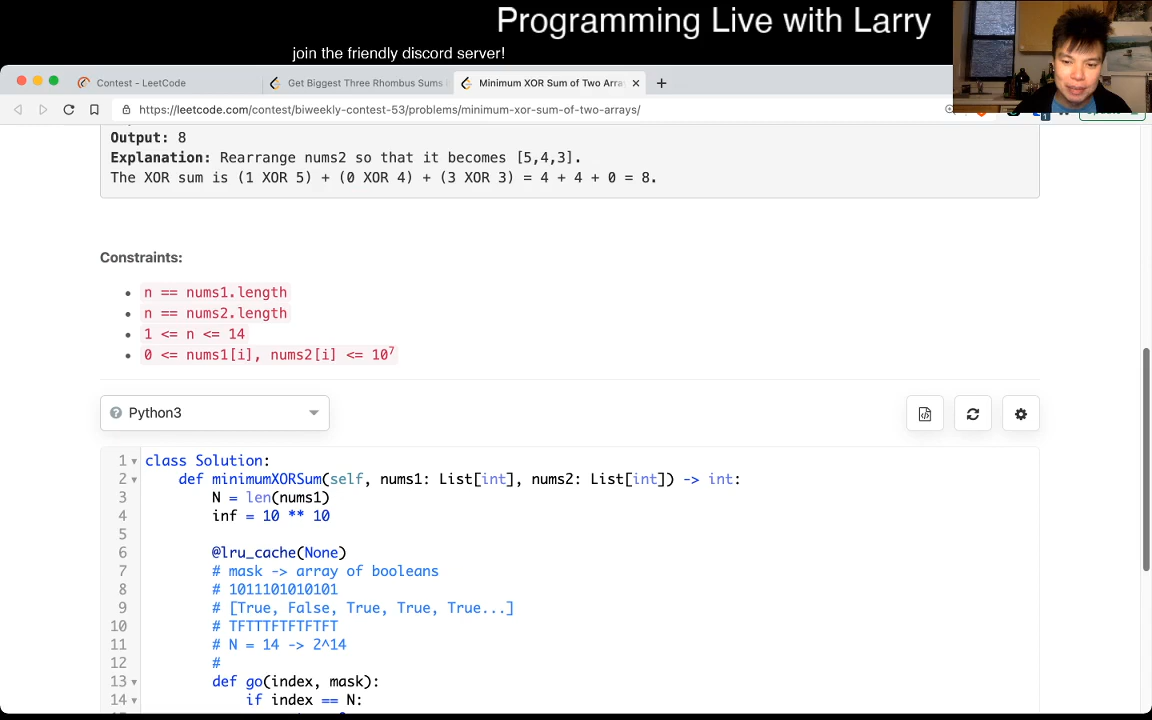 Programming Live with Larry
join the friendly discord server!
Contest - LeetCode
Get Biggest Three Rhombus Sums
Minimum XOR Sum of Two Arra
https://leetcode.com/contest/biweekly-contest-53/problems/minimum-xor-sum-of-two-arrays/
Output: 8
Explanation: Rearrange nums2 so that it becomes [5,4,3].
The XOR sum is (1 XOR 5) + (0 XOR 4) + (3 XOR 3) = 4 + 4 + 0 = 8.
Constraints:
n == nums1.length
n == nums2.length
1 <= n <= 14
0 <= nums1[i], nums2[i] <= 10⁷
Python3
1 class Solution:
2 def minimumXORSum(self, nums1: List[int], nums2: List[int]) -> int:
3 N = len(nums1)
4 inf = 10 ** 10
5
6 @lru_cache(None)
7 # mask -> array of booleans
8 # 1011101010101
9 # [True, False, True, True, True...]
10 # TFTTTFTFTFTFT
11 # N = 14 -> 2^14
12 #
13 def go(index, mask):
14 if index == N: